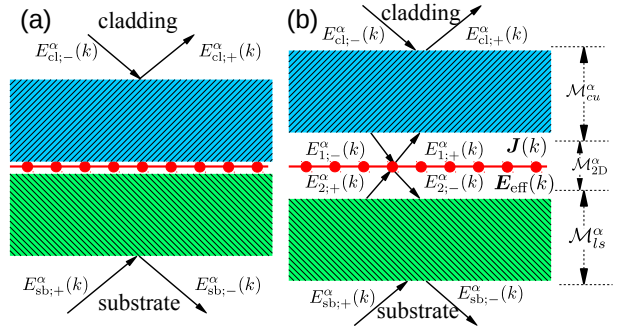 (a)
cladding
E^α_{cl;−}(k)
E^α_{cl;+}(k)
E^α_{sb;+}(k)
E^α_{sb;−}(k)
substrate
(b)
cladding
E^α_{cl;−}(k)
E^α_{cl;+}(k)
ℳ^α_{cu}
E^α_{1;−}(k)
E^α_{1;+}(k)
J(k)
ℳ^α_{2D}
E^α_{2;+}(k)
E^α_{2;−}(k)
E_{eff}(k)
ℳ^α_{ls}
E^α_{sb;+}(k)
E^α_{sb;−}(k)
substrate